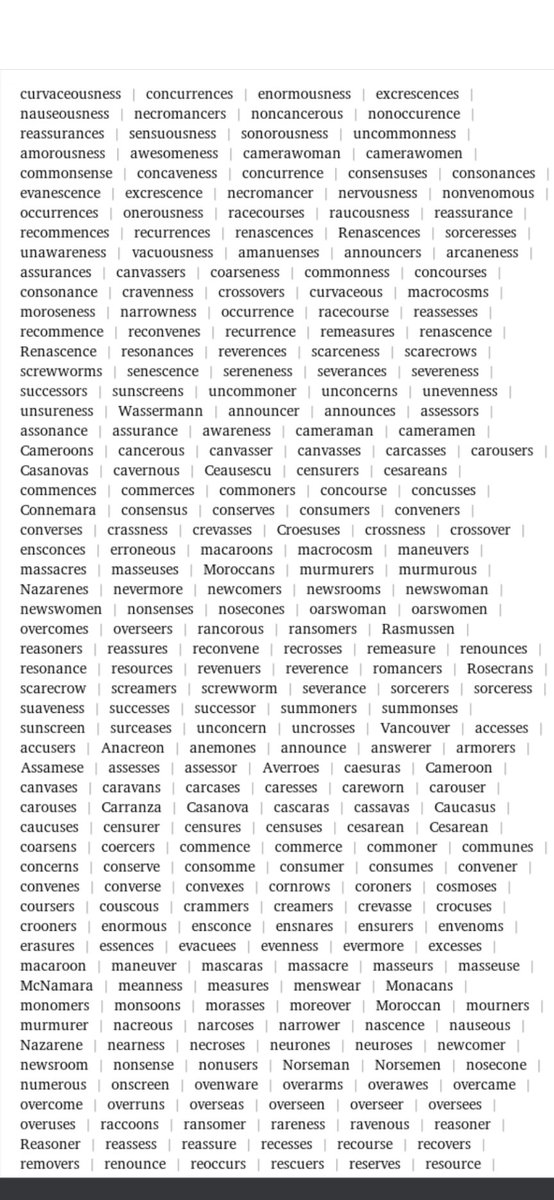 curvaceousness | concurrences | enormousness | excrescences |
nauseousness | necromancers | noncancerous | nonoccurence |
reassurances | sensuousness | sonorousness | uncommonness |
amorousness | awesomeness | camerawoman | camerawomen |
commonsense | concaveness | concurrence | consensuses | consonances |
evanescence | excrescence | necromancer | nervousness | nonvenomous |
occurrences | onerousness | racecourses | raucousness | reassurance |
recommences | recurrences | renascences | Renascences | sorceresses |
unawareness | vacuousness | amanuenses | announcers | arcaneness |
assurances | canvassers | coarseness | commonness | concourses |
consonance | cravenness | crossovers | curvaceous | macrocosms |
moroseness | narrowness | occurrence | racecourse | reassesses |
recommence | reconvenes | recurrence | remeasures | renascence |
Renascence | resonances | reverences | scarceness | scarecrows |
screwworms | senescence | sereneness | severances | severeness |
successors | sunscreens | uncommoner | unconcerns | unevenness |
unsureness | Wassermann | announcer | announces | assessors |
assonance | assurance | awareness | cameraman | cameramen |
Cameroons | cancerous | canvasser | canvasses | carcasses | carousers |
Casanovas | cavernous | Ceausescu | censurers | cesareans |
commences | commerces | commoners | concourse | concusses |
Connemara | consensus | conserves | consumers | conveners |
converses | crassness | crevasses | Croesuses | crossness | crossover |
ensconces | erroneous | macaroons | macrocosm | maneuvers |
massacres | masseuses | Moroccans | murmurers | murmurous |
Nazarenes | nevermore | newcomers | newsrooms | newswoman |
newswomen | nonsenses | nosecones | oarswoman | oarswomen |
overcomes | overseers | rancorous | ransomers | Rasmussen |
reasoners | reassures | reconvene | recrosses | remeasure | renounces |
resonance | resources | revenuers | reverence | romancers | Rosecrans |
scarecrow | screamers | screwworm | severance | sorcerers | sorceress |
suaveness | successes | successor | summoners | summonses |
sunscreen | surceases | unconcern | uncrosses | Vancouver | accesses |
accusers | Anacreon | anemones | announce | answerer | armorers |
Assamese | assesses | assessor | Averroes | caesuras | Cameroon |
canvases | caravans | carcases | caresses | careworn | carouser |
carouses | Carranza | Casanova | cascaras | cassavas | Caucasus |
caucuses | censurer | censures | censuses | cesarean | Cesarean |
coarsens | coercers | commence | commerce | commoner | communes |
concerns | conserve | consomme | consumer | consumes | convener |
convenes | converse | convexes | cornrows | coroners | cosmoses |
coursers | couscous | crammers | creamers | crevasse | crocuses |
crooners | enormous | ensconce | ensnares | ensurers | envenoms |
erasures | essences | evacuees | evenness | evermore | excesses |
macaroon | maneuver | mascaras | massacre | masseurs | masseuse |
McNamara | meanness | measures | menswear | Monacans |
monomers | monsoons | morasses | moreover | Moroccan | mourners |
murmurer | nacreous | narcoses | narrower | nascence | nauseous |
Nazarene | nearness | necroses | neurones | neuroses | newcomer |
newsroom | nonsense | nonusers | Norseman | Norsemen | nosecone |
numerous | onscreen | ovenware | overarms | overawes | overcame |
overcome | overruns | overseas | overseen | overseer | oversees |
overuses | raccoons | ransomer | rareness | ravenous | reasoner |
Reasoner | reassess | reassure | recesses | recourse | recovers |
removers | renounce | reoccurs | rescuers | reserves | resource |